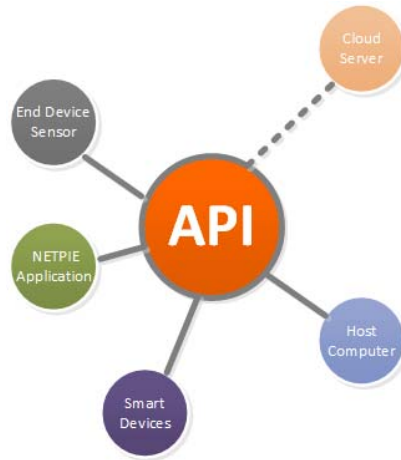 Cloud
Server
End Device
Sensor
API
NETPIE
Application
Host
Computer
Smart
Devices